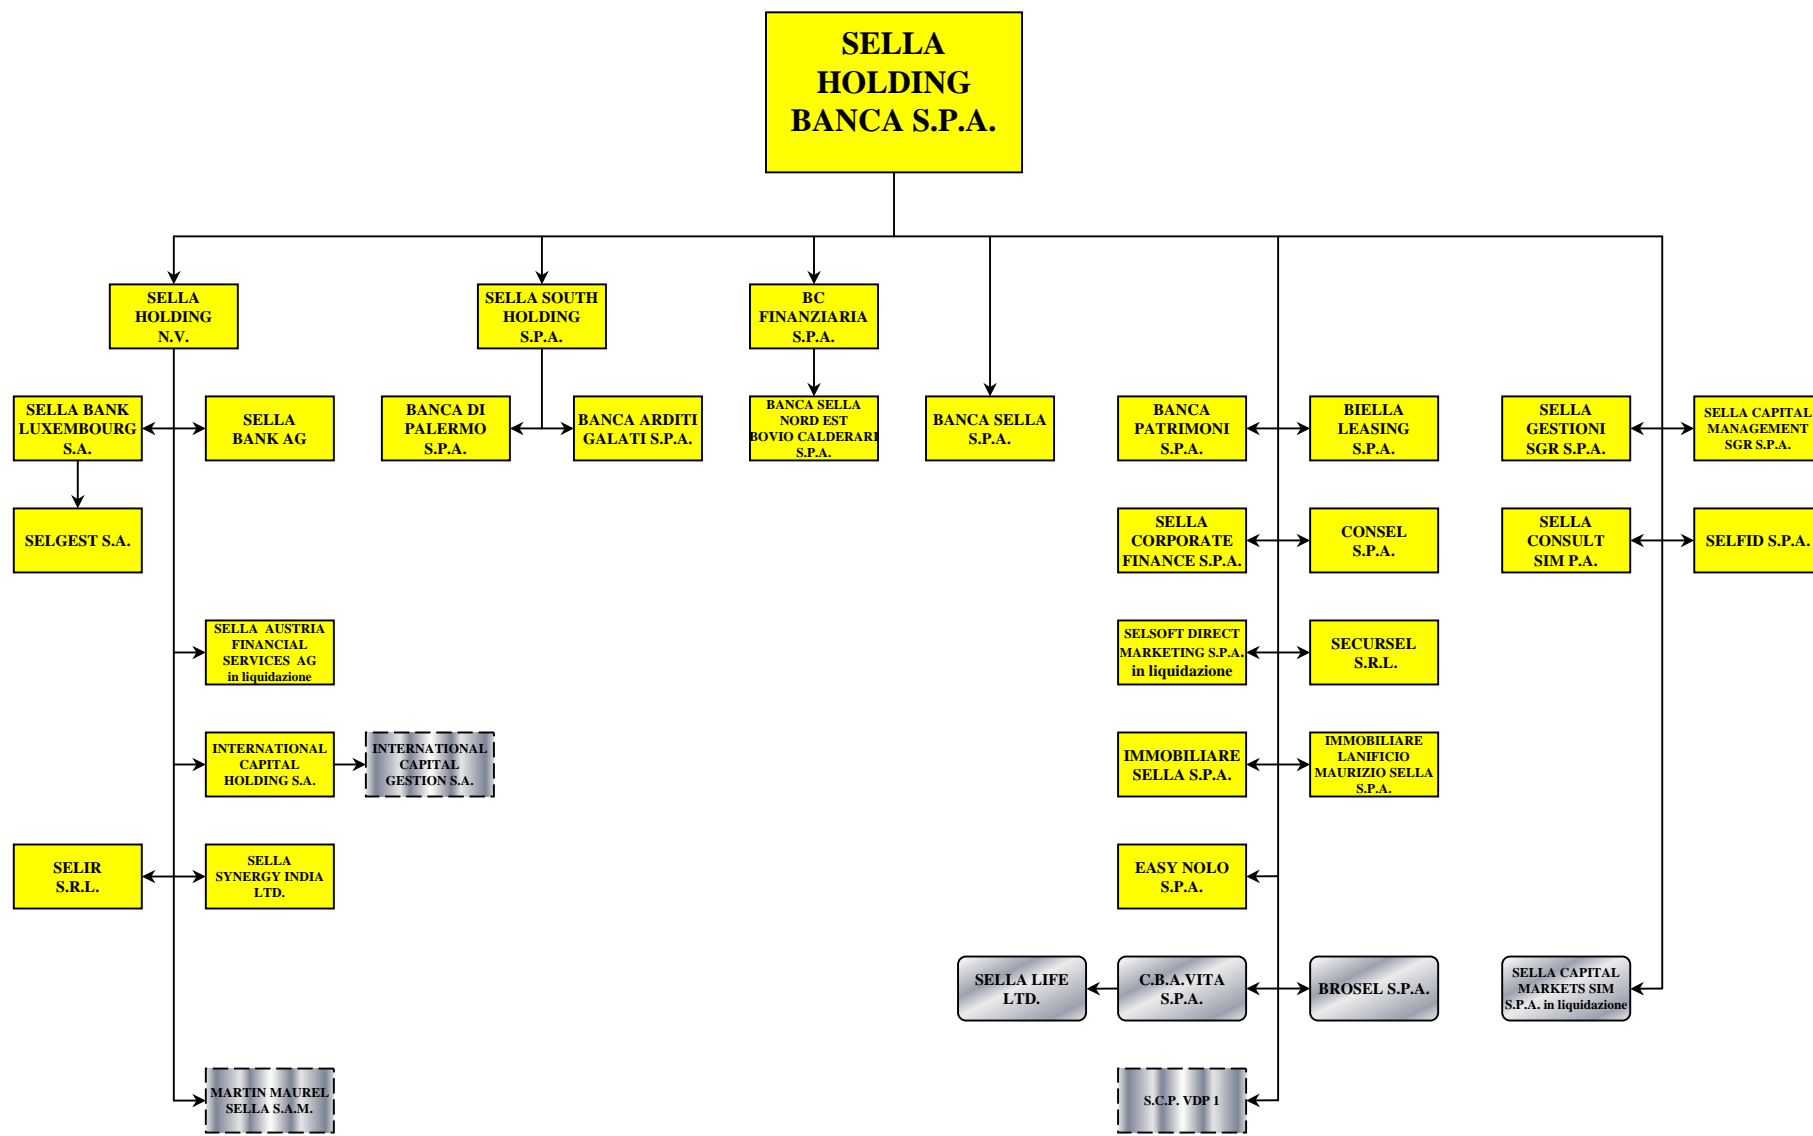 SELLA
HOLDING
BANCA S.P.A.
SELLA
HOLDING
N.V.
SELLA SOUTH
HOLDING
S.P.A.
BC
FINANZIARIA
S.P.A.
SELLA BANK
LUXEMBOURG
S.A.
SELLA
BANK AG
BANCA DI
PALERMO
S.P.A.
BANCA ARDITI
GALATI S.P.A.
BANCA SELLA
NORD EST
BOVIO CALDERARI
S.P.A.
BANCA SELLA
S.P.A.
BANCA
PATRIMONI
S.P.A.
BIELLA
LEASING
S.P.A.
SELLA
GESTIONI
SGR S.P.A.
SELLA CAPITAL
MANAGEMENT
SGR S.P.A.
SELGEST S.A.
SELLA
CORPORATE
FINANCE S.P.A.
CONSEL
S.P.A.
SELLA
CONSULT
SIM P.A.
SELFID S.P.A.
SELLA AUSTRIA
FINANCIAL
SERVICES AG
in liquidazione
SELSOFT DIRECT
MARKETING S.P.A.
in liquidazione
SECURSEL
S.R.L.
INTERNATIONAL
CAPITAL
HOLDING S.A.
INTERNATIONAL
CAPITAL
GESTION S.A.
IMMOBILIARE
SELLA S.P.A.
IMMOBILIARE
LANIFICIO
MAURIZIO SELLA
S.P.A.
SELIR
S.R.L.
SELLA
SYNERGY INDIA
LTD.
EASY NOLO
S.P.A.
SELLA LIFE
LTD.
C.B.A.VITA
S.P.A.
BROSEL S.P.A.
SELLA CAPITAL
MARKETS SIM
S.P.A. in liquidazione
MARTIN MAUREL
SELLA S.A.M.
S.C.P. VDP 1